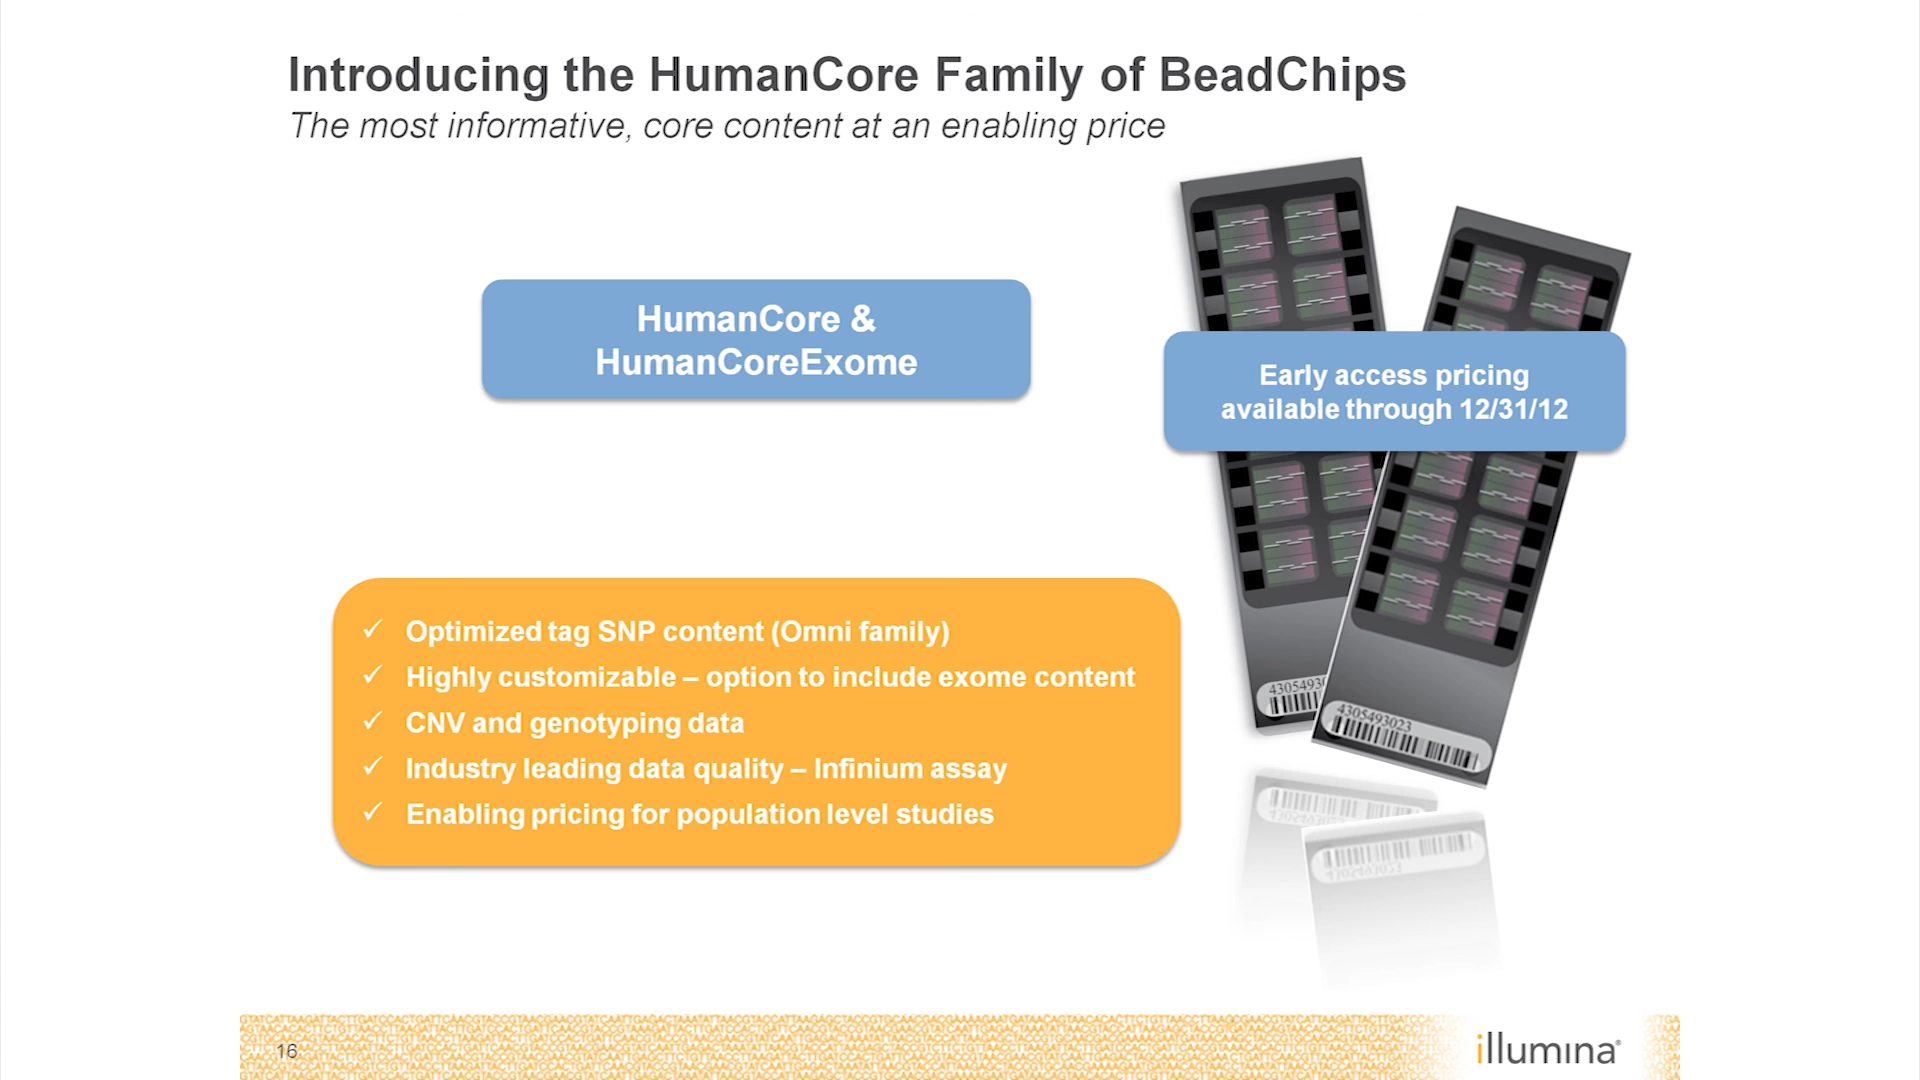 Introducing the HumanCore Family of BeadChips
The most informative, core content at an enabling price
HumanCore &
HumanCoreExome
Early access pricing
available through 12/31/12
✓ Optimized tag SNP content (Omni family)
✓ Highly customizable – option to include exome content
✓ CNV and genotyping data
✓ Industry leading data quality – Infinium assay
✓ Enabling pricing for population level studies
4305493023
16
illumina®